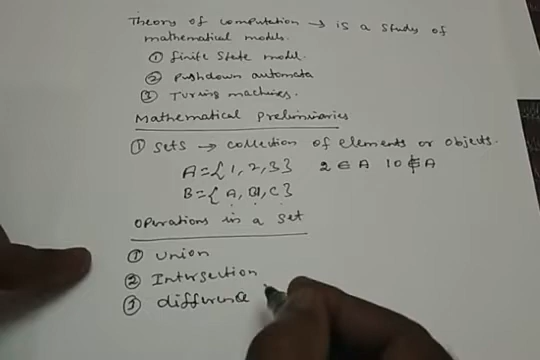 Theory of computation → is a study of
mathematical models.
① finite state model.
② pushdown automata
③ Turing machines.
Mathematical Preliminaries
① sets → collection of elements or objects.
A={1,2,3} 2 ∈ A 10 ∉ A
B={A, B, C}
Operations in a set
① Union
② Intersection
③ difference